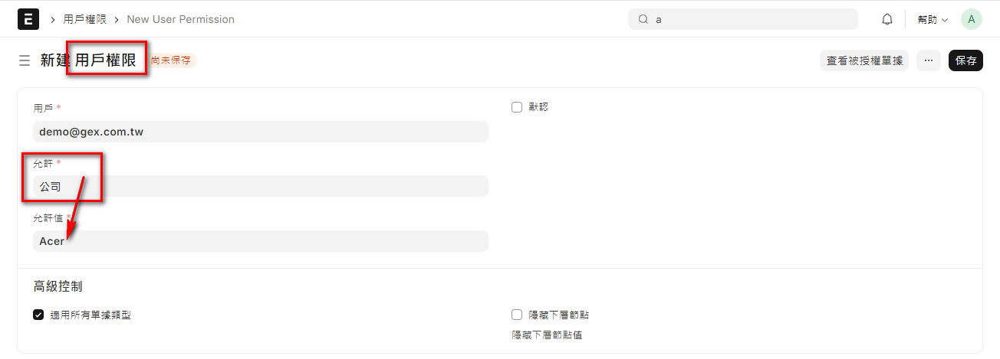 E
用戶權限
New User Permission
a
幫助
A
新建 用戶權限
尚未保存
查看被授權單據
...
保存
用戶 *
demo@gex.com.tw
默認
允許 *
公司
允許值 *
Acer
高級控制
適用所有單據類型
隱藏下層節點
隱藏下層節點值